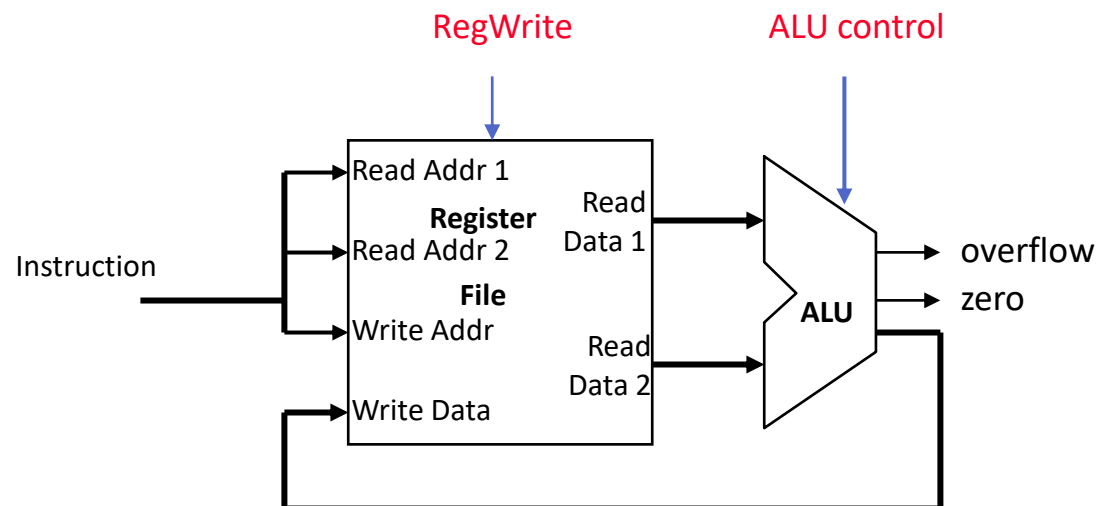 RegWrite
ALU control
Instruction
Read Addr 1
Register
Read Addr 2
File
Write Addr
Write Data
Read
Data 1
Read
Data 2
ALU
overflow
zero